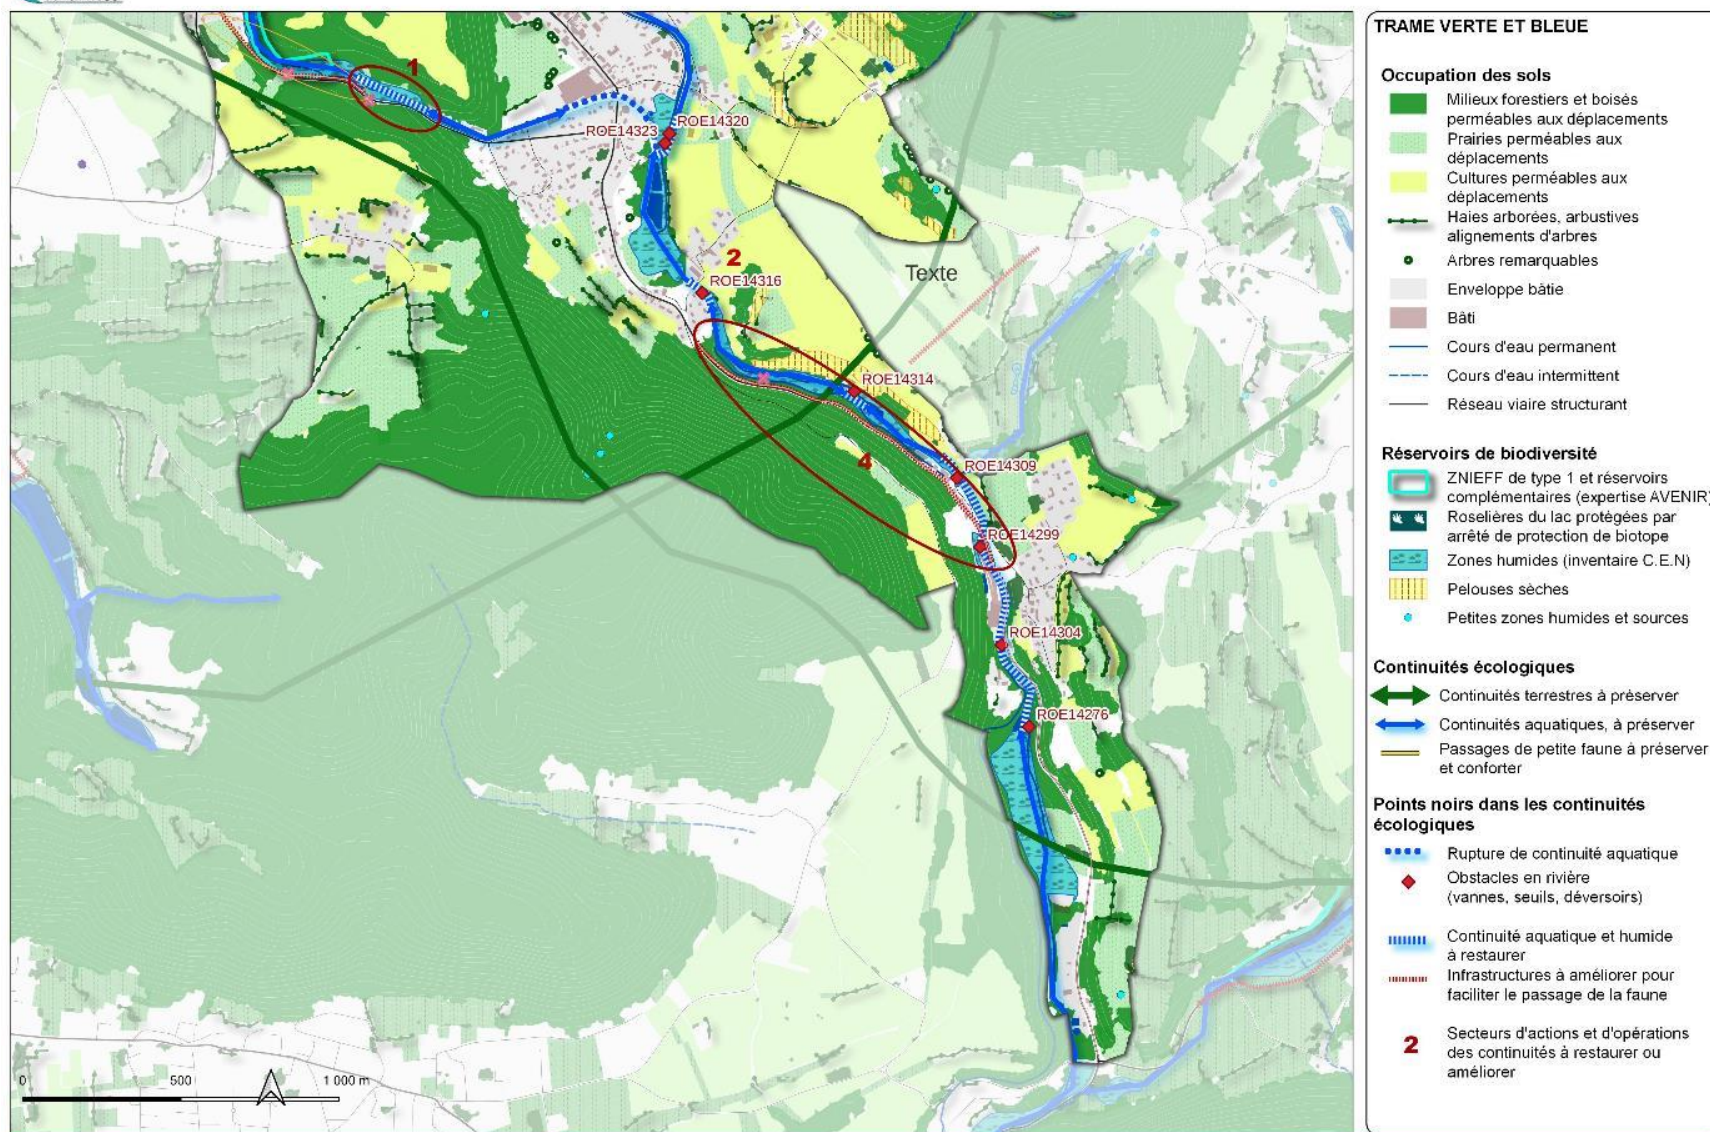 1
ROE14323
ROE14320
2
ROE14316
Texte
ROE14314
4
ROE14309
ROE14299
ROE14304
ROE14276
0
500
1 000 m
TRAME VERTE ET BLEUE
Occupation des sols
Milieux forestiers et boisés
perméables aux déplacements
Prairies perméables aux
déplacements
Cultures perméables aux
déplacements
Haies arborées, arbustives
alignements d'arbres
Arbres remarquables
Enveloppe bâtie
Bâti
Cours d'eau permanent
Cours d'eau intermittent
Réseau viaire structurant
Réservoirs de biodiversité
ZNIEFF de type 1 et réservoirs
complémentaires (expertise AVENIR)
Roselières du lac protégées par
arrêté de protection de biotope
Zones humides (inventaire C.E.N)
Pelouses sèches
Petites zones humides et sources
Continuités écologiques
Continuités terrestres à préserver
Continuités aquatiques, à préserver
Passages de petite faune à préserver
et conforter
Points noirs dans les continuités
écologiques
Rupture de continuité aquatique
Obstacles en rivière
(vannes, seuils, déversoirs)
Continuité aquatique et humide
à restaurer
Infrastructures à améliorer pour
faciliter le passage de la faune
2
Secteurs d'actions et d'opérations
des continuités à restaurer ou
améliorer